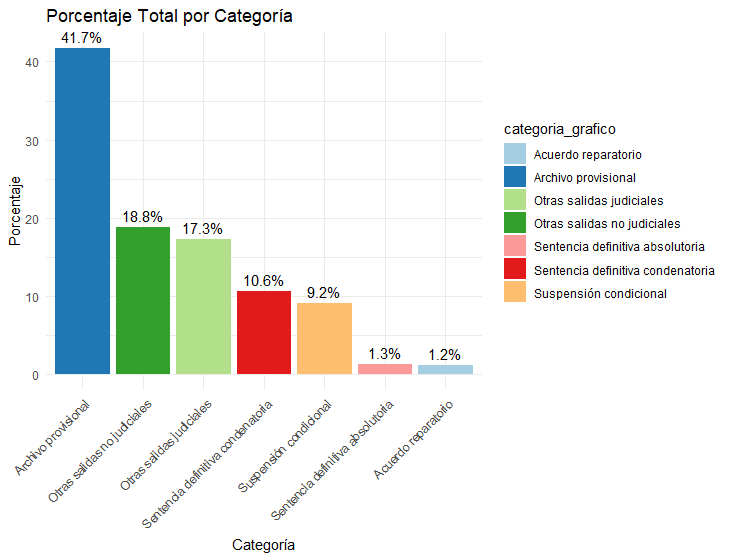 Porcentaje Total por Categoría
41.7%
18.8%
17.3%
10.6%
9.2%
1.3%
1.2%
40
30
20
10
0
Porcentaje
Archivo provisional
Otras salidas no judiciales
Otras salidas judiciales
Sentencia definitiva condenatoria
Suspensión condicional
Sentencia definitiva absolutoria
Acuerdo reparatorio
Categoría
categoria_grafico
Acuerdo reparatorio
Archivo provisional
Otras salidas judiciales
Otras salidas no judiciales
Sentencia definitiva absolutoria
Sentencia definitiva condenatoria
Suspensión condicional